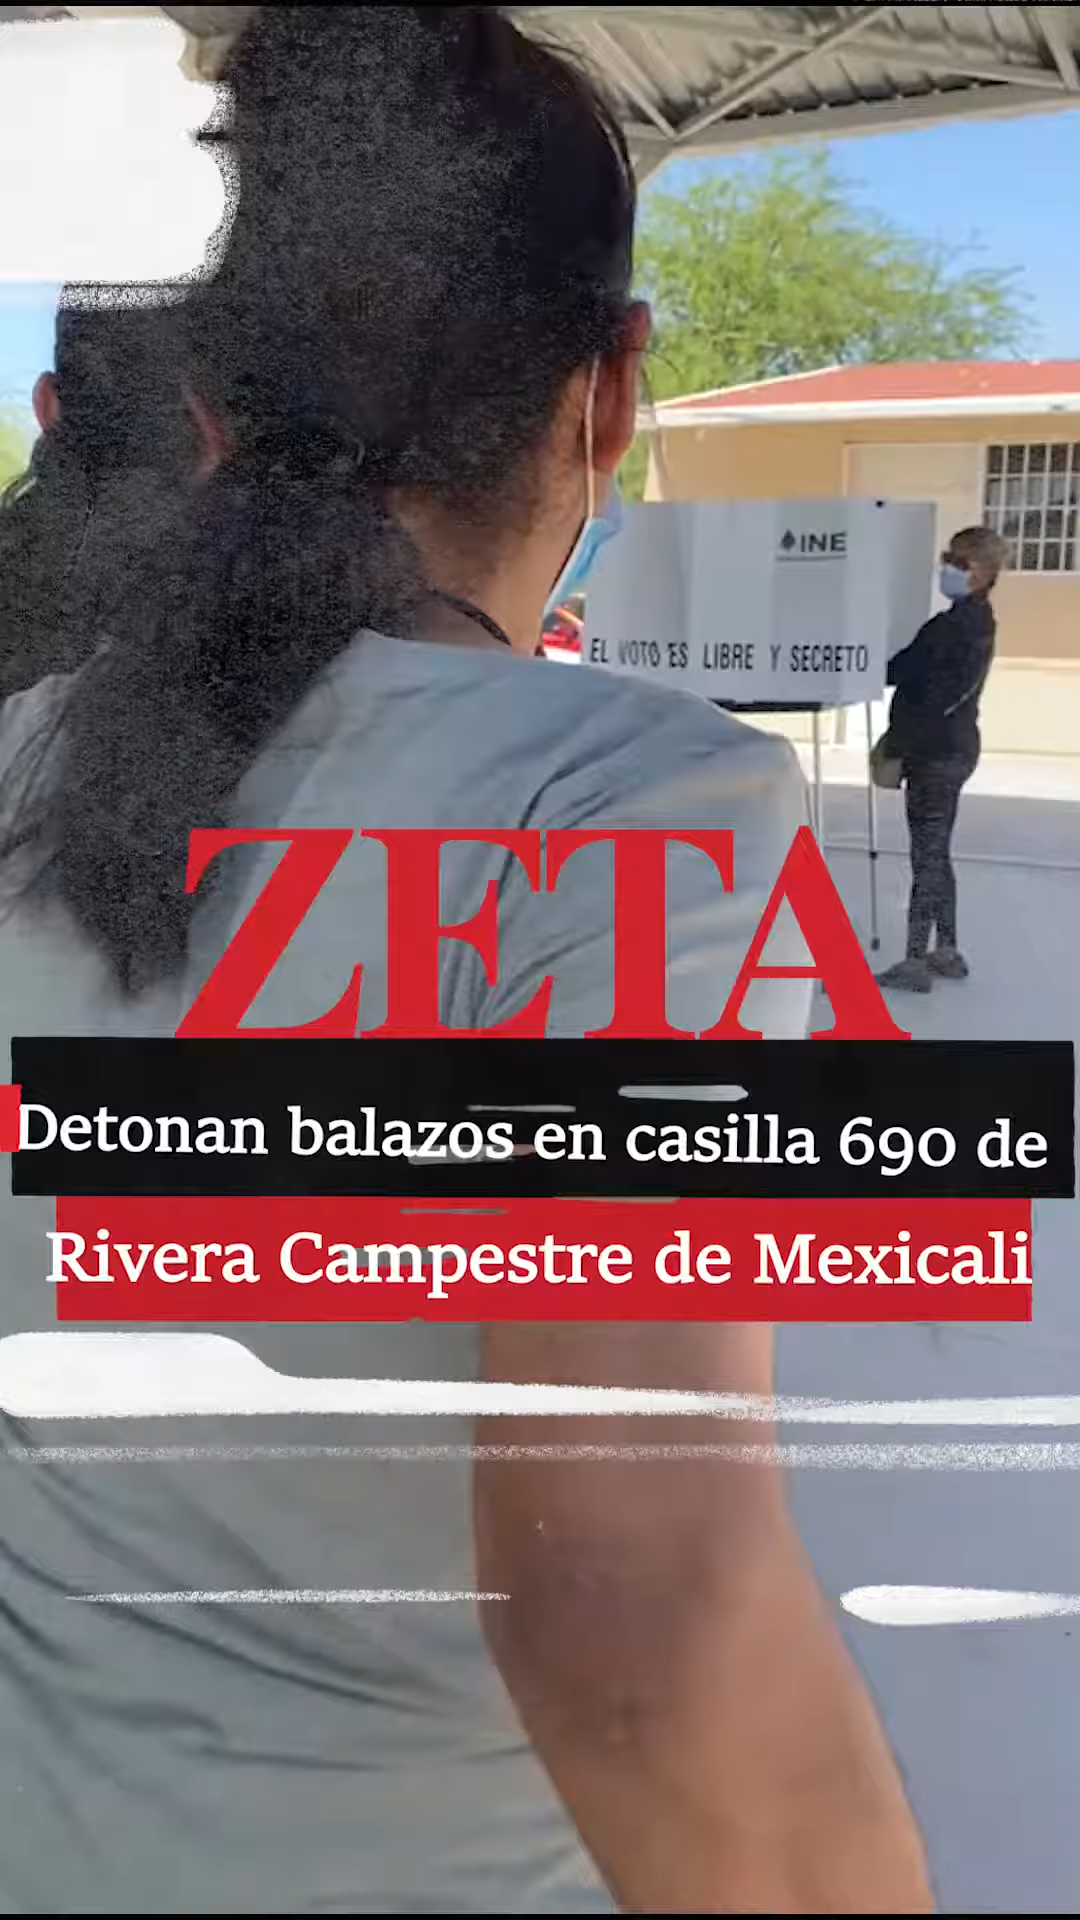 INE
EL VOTO ES LIBRE Y SECRETO
ZETA
Detonan balazos en casilla 690 de
Rivera Campestre de Mexicali